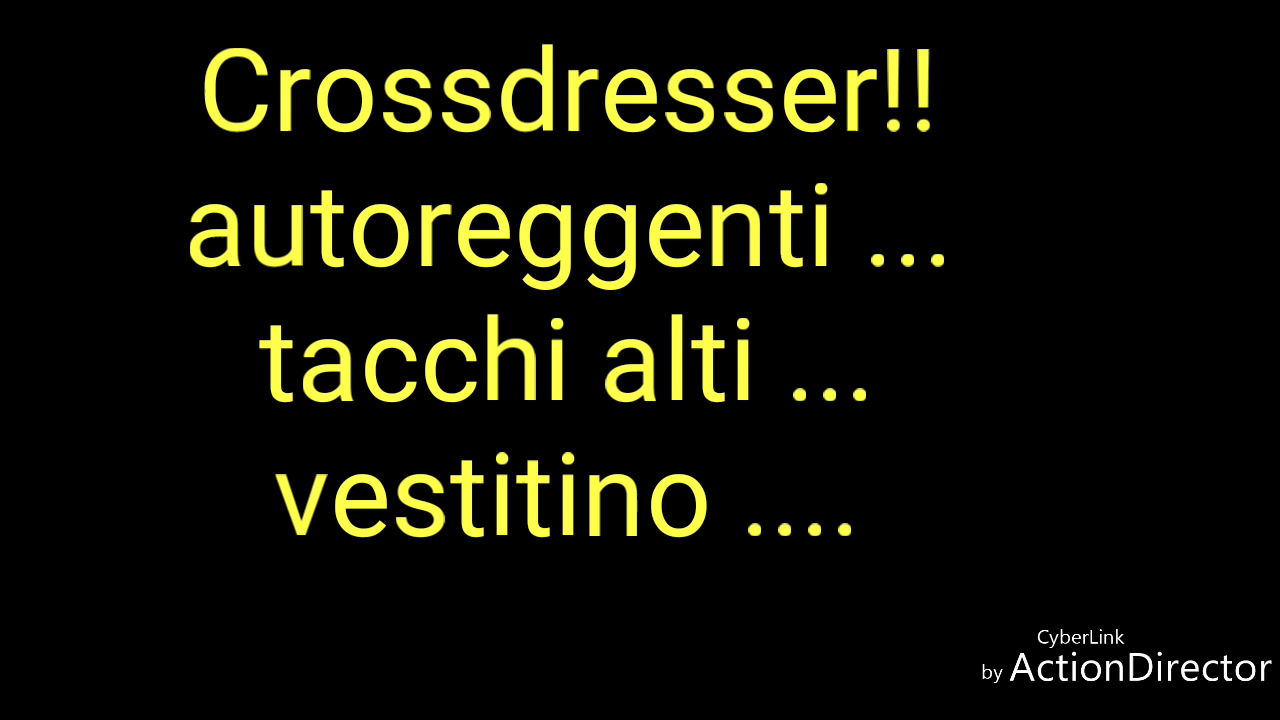 Crossdresser!!
autoreggenti ...
tacchi alti ...
vestitino ....
CyberLink
by ActionDirector